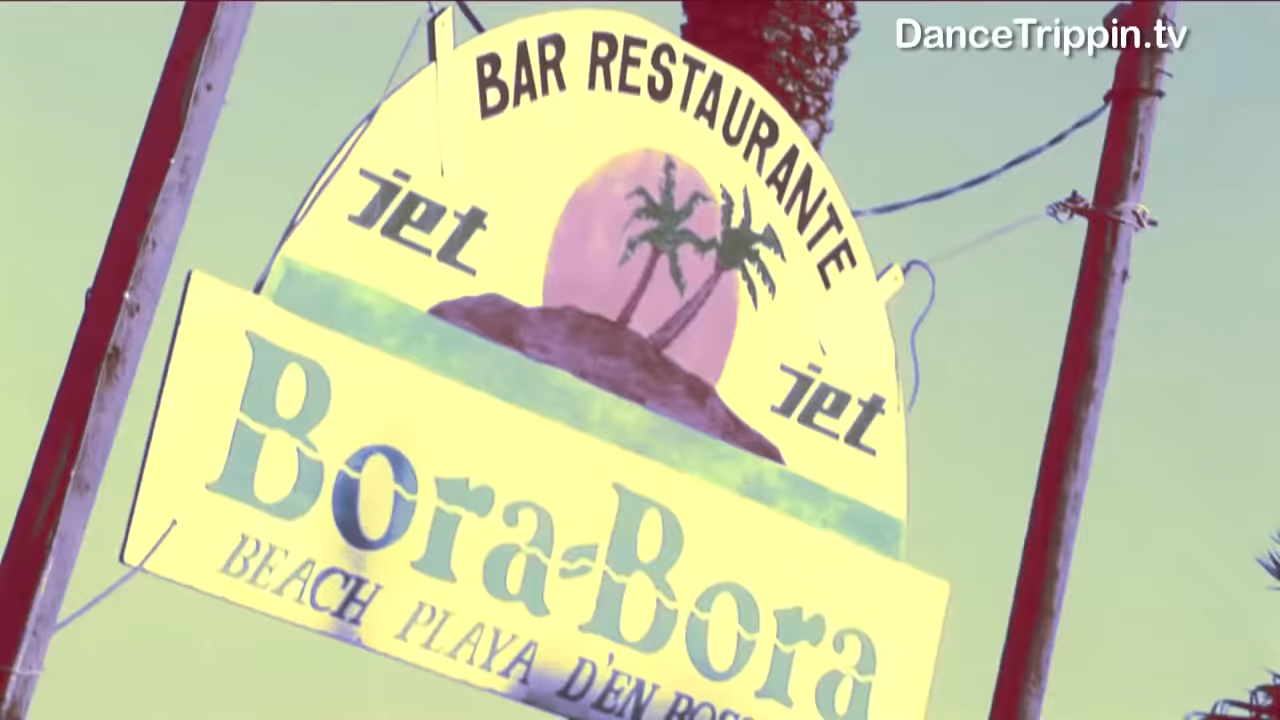 DanceTrippin.tv
BAR RESTAURANTE
jet
jet
Bora-Bora
BEACH PLAYA D'EN